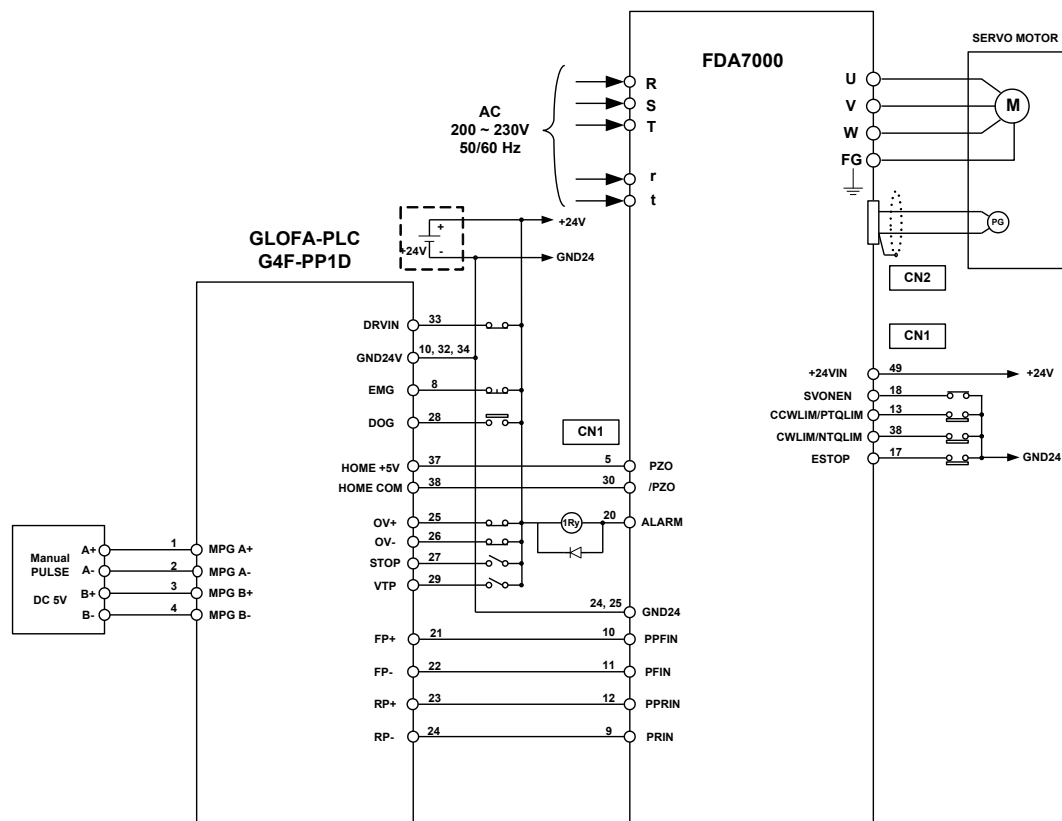 SERVO MOTOR
FDA7000
U
V
W
FG
M
PG
CN2
CN1
AC
200 ~ 230V
50/60 Hz
R
S
T
r
t
+24V
GND24
+
+24V
-
GLOFA-PLC
G4F-PP1D
DRVIN 33
GND24V 10, 32, 34
EMG 8
DOG 28
CN1
HOME +5V 37 5 PZO
HOME COM 38 30 /PZO
OV+ 25 1Ry 20 ALARM
OV- 26
STOP 27
VTP 29
24, 25 GND24
FP+ 21 10 PPFIN
FP- 22 11 PFIN
RP+ 23 12 PPRIN
RP- 24 9 PRIN
+24VIN 49 +24V
SVONEN 18
CCWLIM/PTQLIM 13
CWLIM/NTQLIM 38
ESTOP 17 GND24
Manual
PULSE
DC 5V
A+ 1 MPG A+
A- 2 MPG A-
B+ 3 MPG B+
B- 4 MPG B-